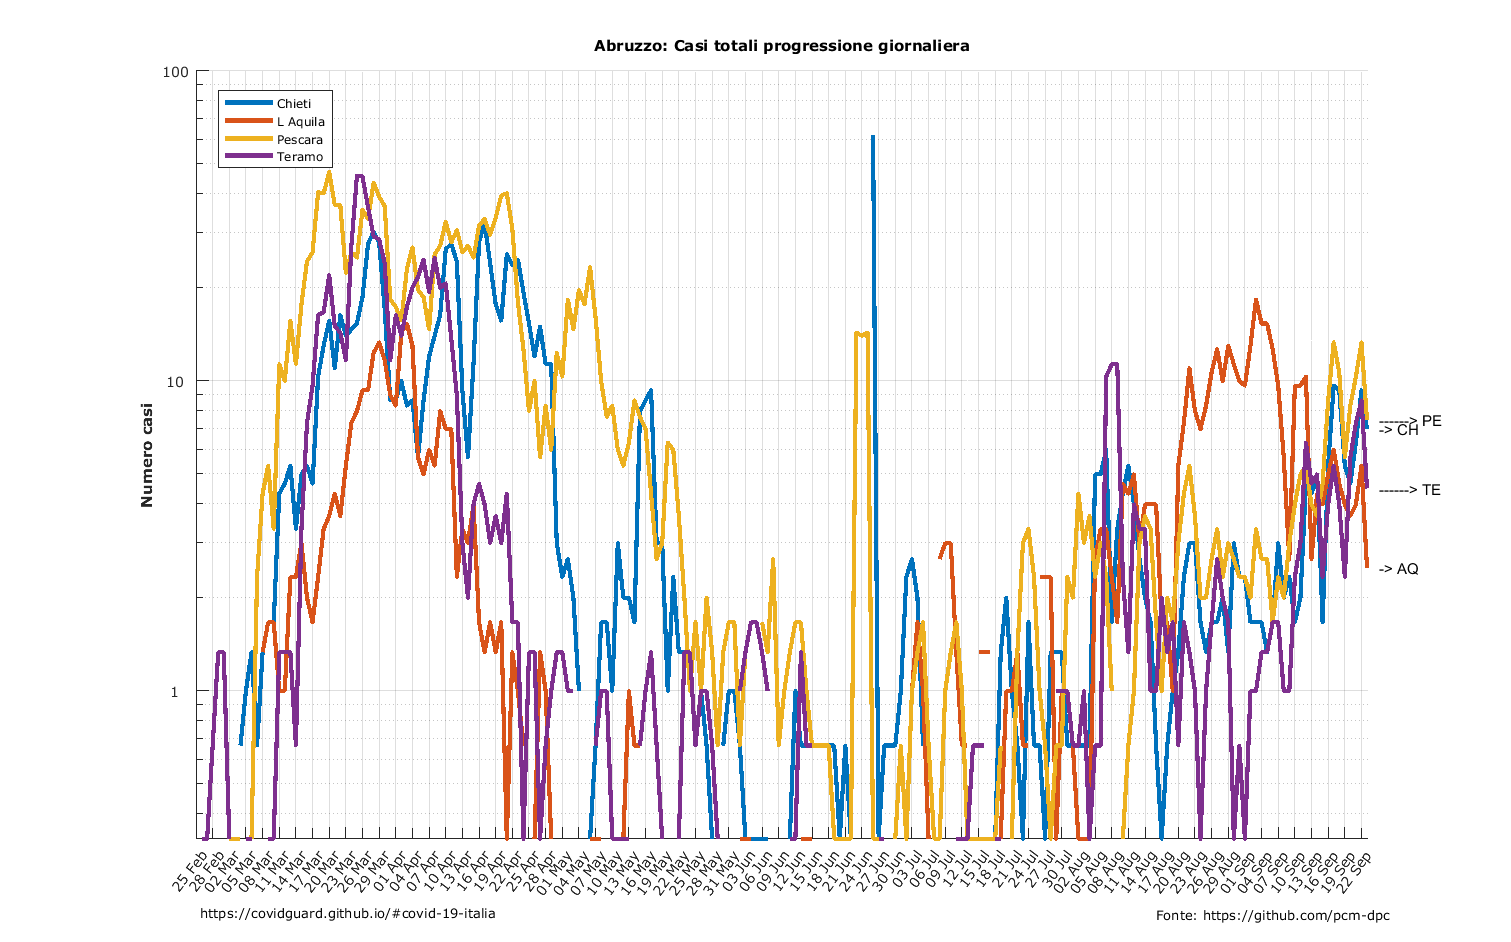 Abruzzo: Casi totali progressione giornaliera
100
10
1
Numero casi
Chieti
L Aquila
Pescara
Teramo
------> PE
-> CH
------> TE
-> AQ
25 Feb
28 Feb
02 Mar
05 Mar
08 Mar
11 Mar
14 Mar
17 Mar
20 Mar
23 Mar
26 Mar
29 Mar
01 Apr
04 Apr
07 Apr
10 Apr
13 Apr
16 Apr
19 Apr
22 Apr
25 Apr
28 Apr
01 May
04 May
07 May
10 May
13 May
16 May
19 May
22 May
25 May
28 May
31 May
03 Jun
06 Jun
09 Jun
12 Jun
15 Jun
18 Jun
21 Jun
24 Jun
27 Jun
30 Jun
03 Jul
06 Jul
09 Jul
12 Jul
15 Jul
18 Jul
21 Jul
24 Jul
27 Jul
30 Jul
02 Aug
05 Aug
08 Aug
11 Aug
14 Aug
17 Aug
20 Aug
23 Aug
26 Aug
29 Aug
01 Sep
04 Sep
07 Sep
10 Sep
13 Sep
16 Sep
19 Sep
22 Sep
https://covidguard.github.io/#covid-19-italia
Fonte: https://github.com/pcm-dpc